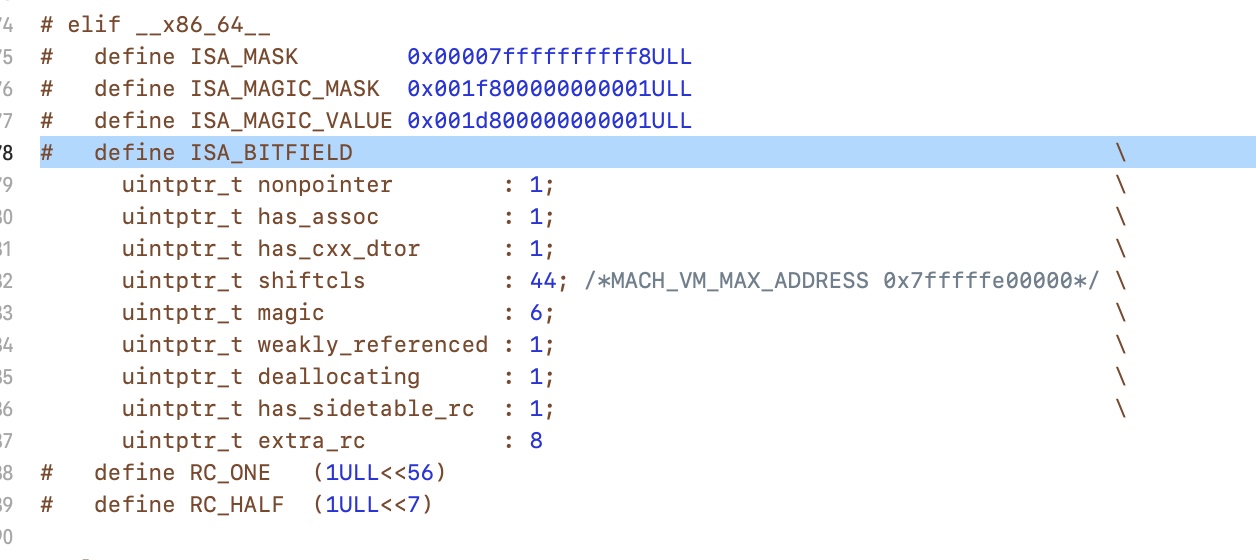 74 # elif __x86_64__
75 #   define ISA_MASK        0x00007ffffffffff8ULL
76 #   define ISA_MAGIC_MASK  0x001f800000000001ULL
77 #   define ISA_MAGIC_VALUE 0x001d800000000001ULL
78 #   define ISA_BITFIELD                                                        \
79       uintptr_t nonpointer        : 1;                                         \
80       uintptr_t has_assoc         : 1;                                         \
81       uintptr_t has_cxx_dtor      : 1;                                         \
82       uintptr_t shiftcls          : 44; /*MACH_VM_MAX_ADDRESS 0x7fffffe00000*/ \
83       uintptr_t magic             : 6;                                         \
84       uintptr_t weakly_referenced : 1;                                         \
85       uintptr_t deallocating      : 1;                                         \
86       uintptr_t has_sidetable_rc  : 1;                                         \
87       uintptr_t extra_rc          : 8
88 #   define RC_ONE   (1ULL<<56)
89 #   define RC_HALF  (1ULL<<7)
90